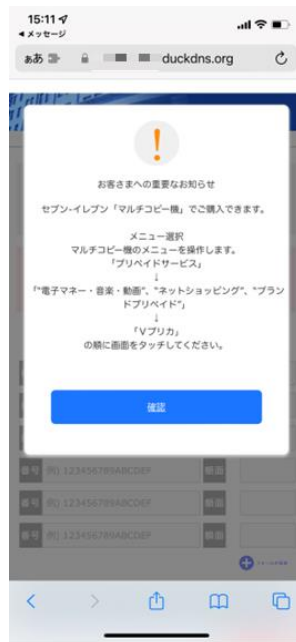 15:11
メッセージ
ああ
duckdns.org
お客さまへの重要なお知らせ
セブン-イレブン「マルチコピー機」でご購入できます。
メニュー選択
マルチコピー機のメニューを操作します。
「プリペイドサービス」
↓
「"電子マネー・音楽・動画"、"ネットショッピング"、"ブラン
ドプリペイド"」
↓
「Vプリカ」
の順に画面をタッチしてください。
確認
番号 例) 123456789ABCDEF 額面
番号 例) 123456789ABCDEF 額面
番号 例) 123456789ABCDEF 額面